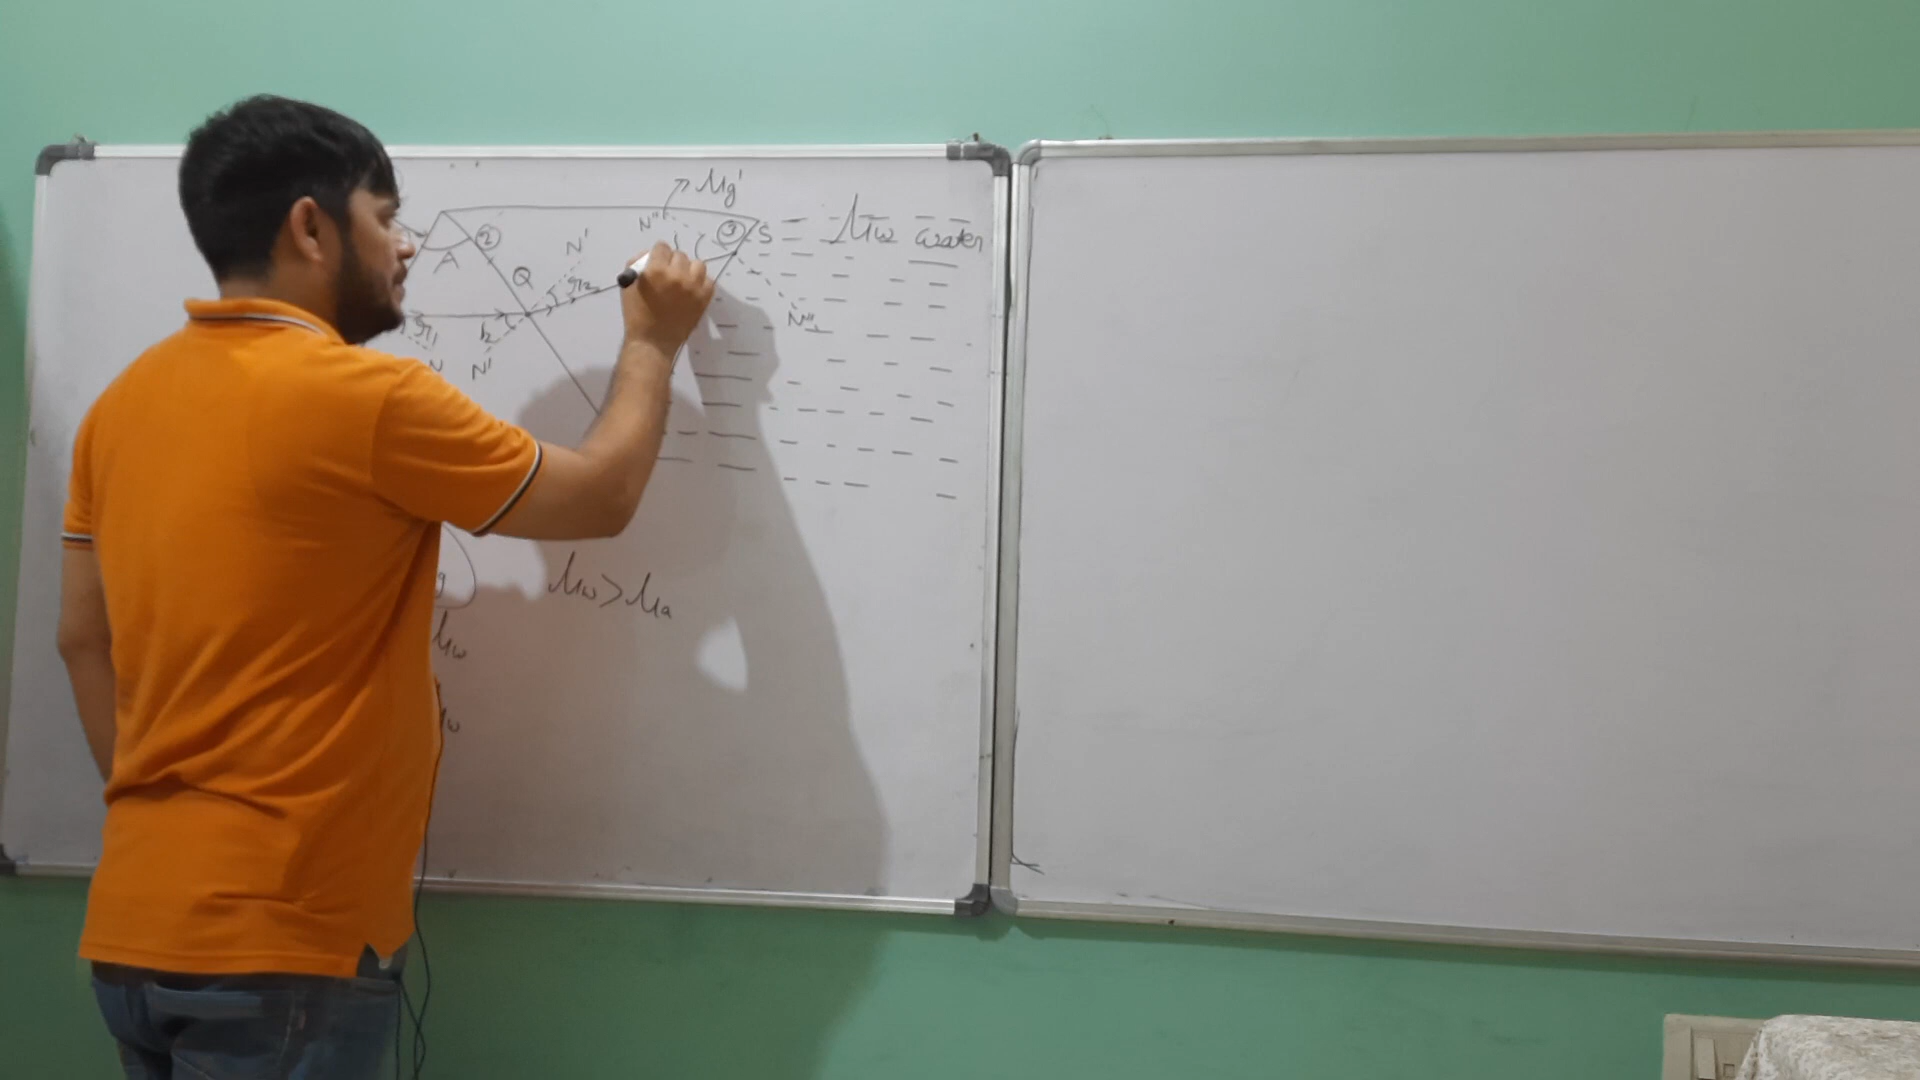 μg'
N''
③
S
μw water
②
N'
A
Q
r₂
r₁
i₂
N
N'
N''
μw > μa
g
μw